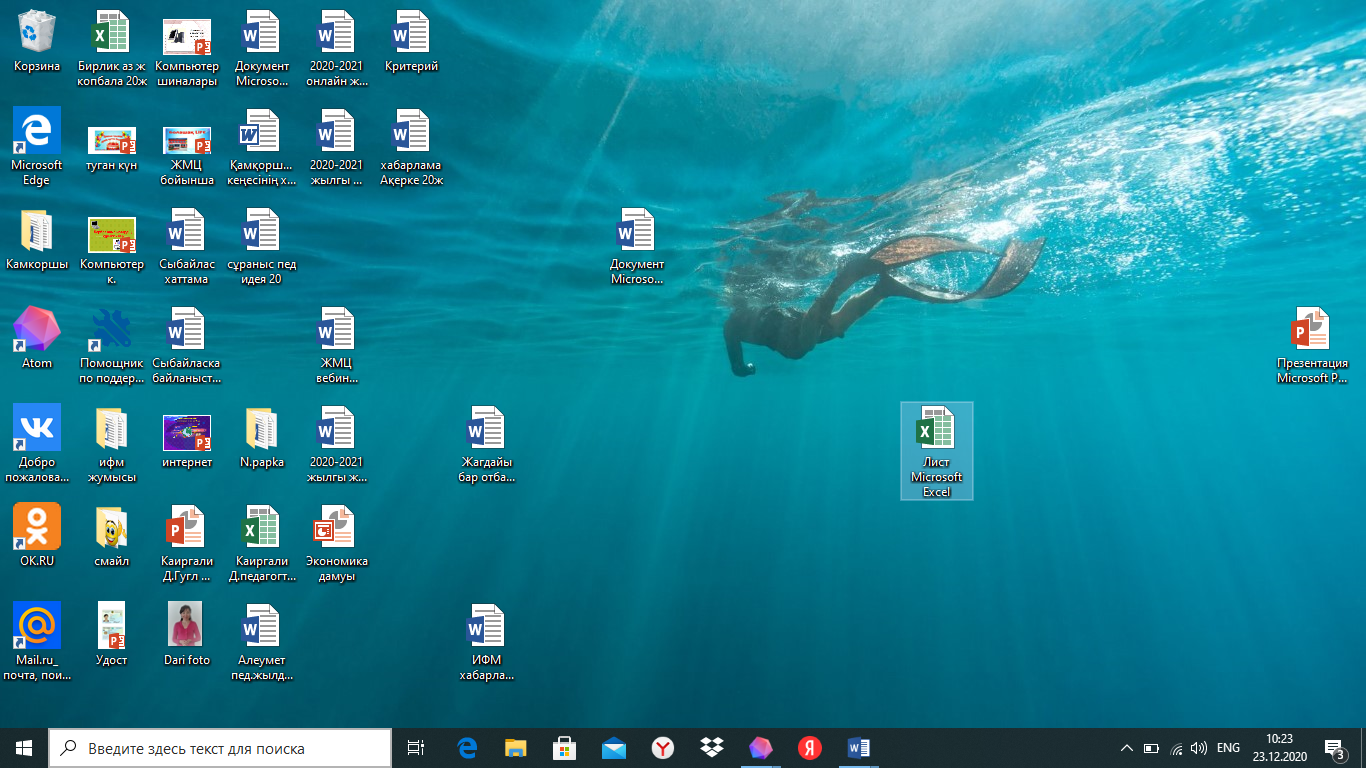 Корзина
Бирлик аз ж
копбала 20ж
Компьютер
шиналары
Документ
Microso...
2020-2021
онлайн ж...
Критерий
Microsoft
Edge
туған күн
ЖМЦ
бойынша
Қамқорш...
кеңесінің х...
2020-2021
жылгы ...
хабарлама
Ақерке 20ж
Камкоршы
Компьютер
к.
Сыбайлас
хаттама
сұраныс пед
идея 20
Документ
Microso...
Atom
Помощник
по поддер...
Сыбайласка
байланыст...
ЖМЦ
вебин...
Презентация
Microsoft P...
Добро
пожалова...
ифм
жумысы
интернет
N.papka
2020-2021
жылгы ж...
Жагдайы
бар отба...
Лист
Microsoft
Excel
OK.RU
смайл
Каиргали
Д.Гугл ...
Каиргали
Д.педагогт...
Экономика
дамуы
Mail.ru_
почта, пои...
Удост
Dari foto
Алеумет
пед.жылд...
ИФМ
хабарла...
Введите здесь текст для поиска
ENG
10:23
23.12.2020
3